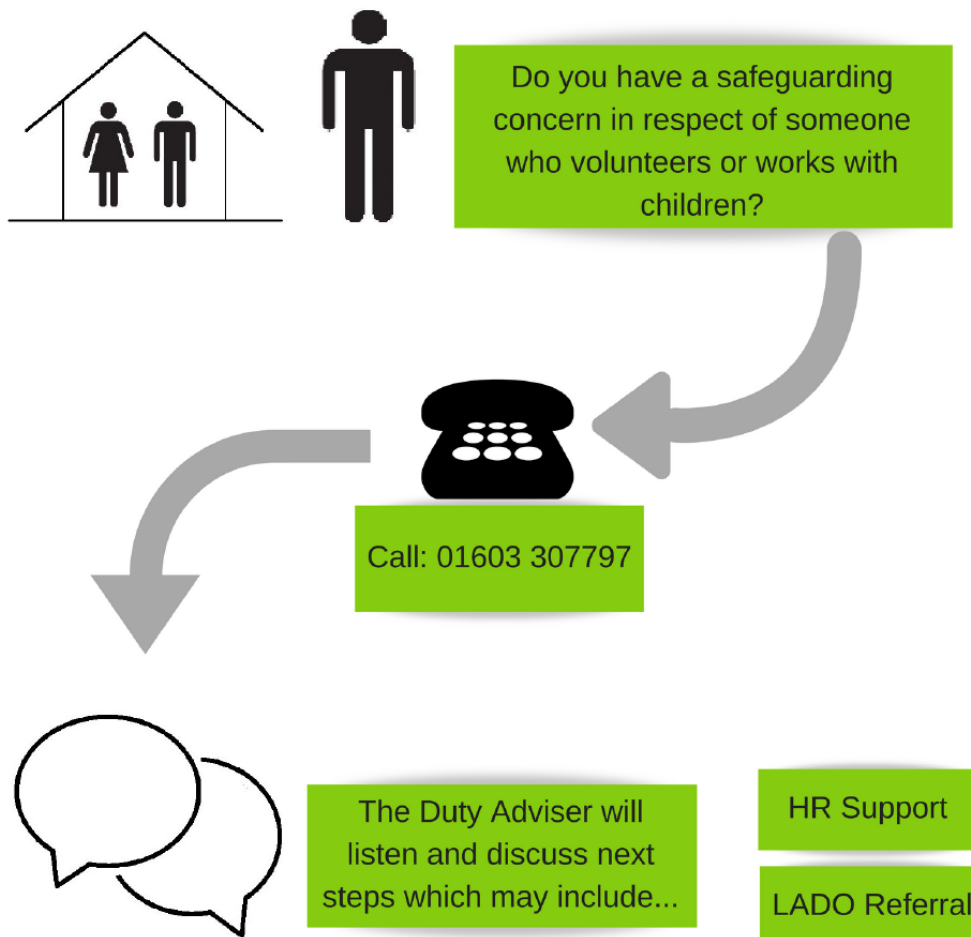 Do you have a safeguarding
concern in respect of someone
who volunteers or works with
children?
Call: 01603 307797
The Duty Adviser will
listen and discuss next
steps which may include...
HR Support
LADO Referral